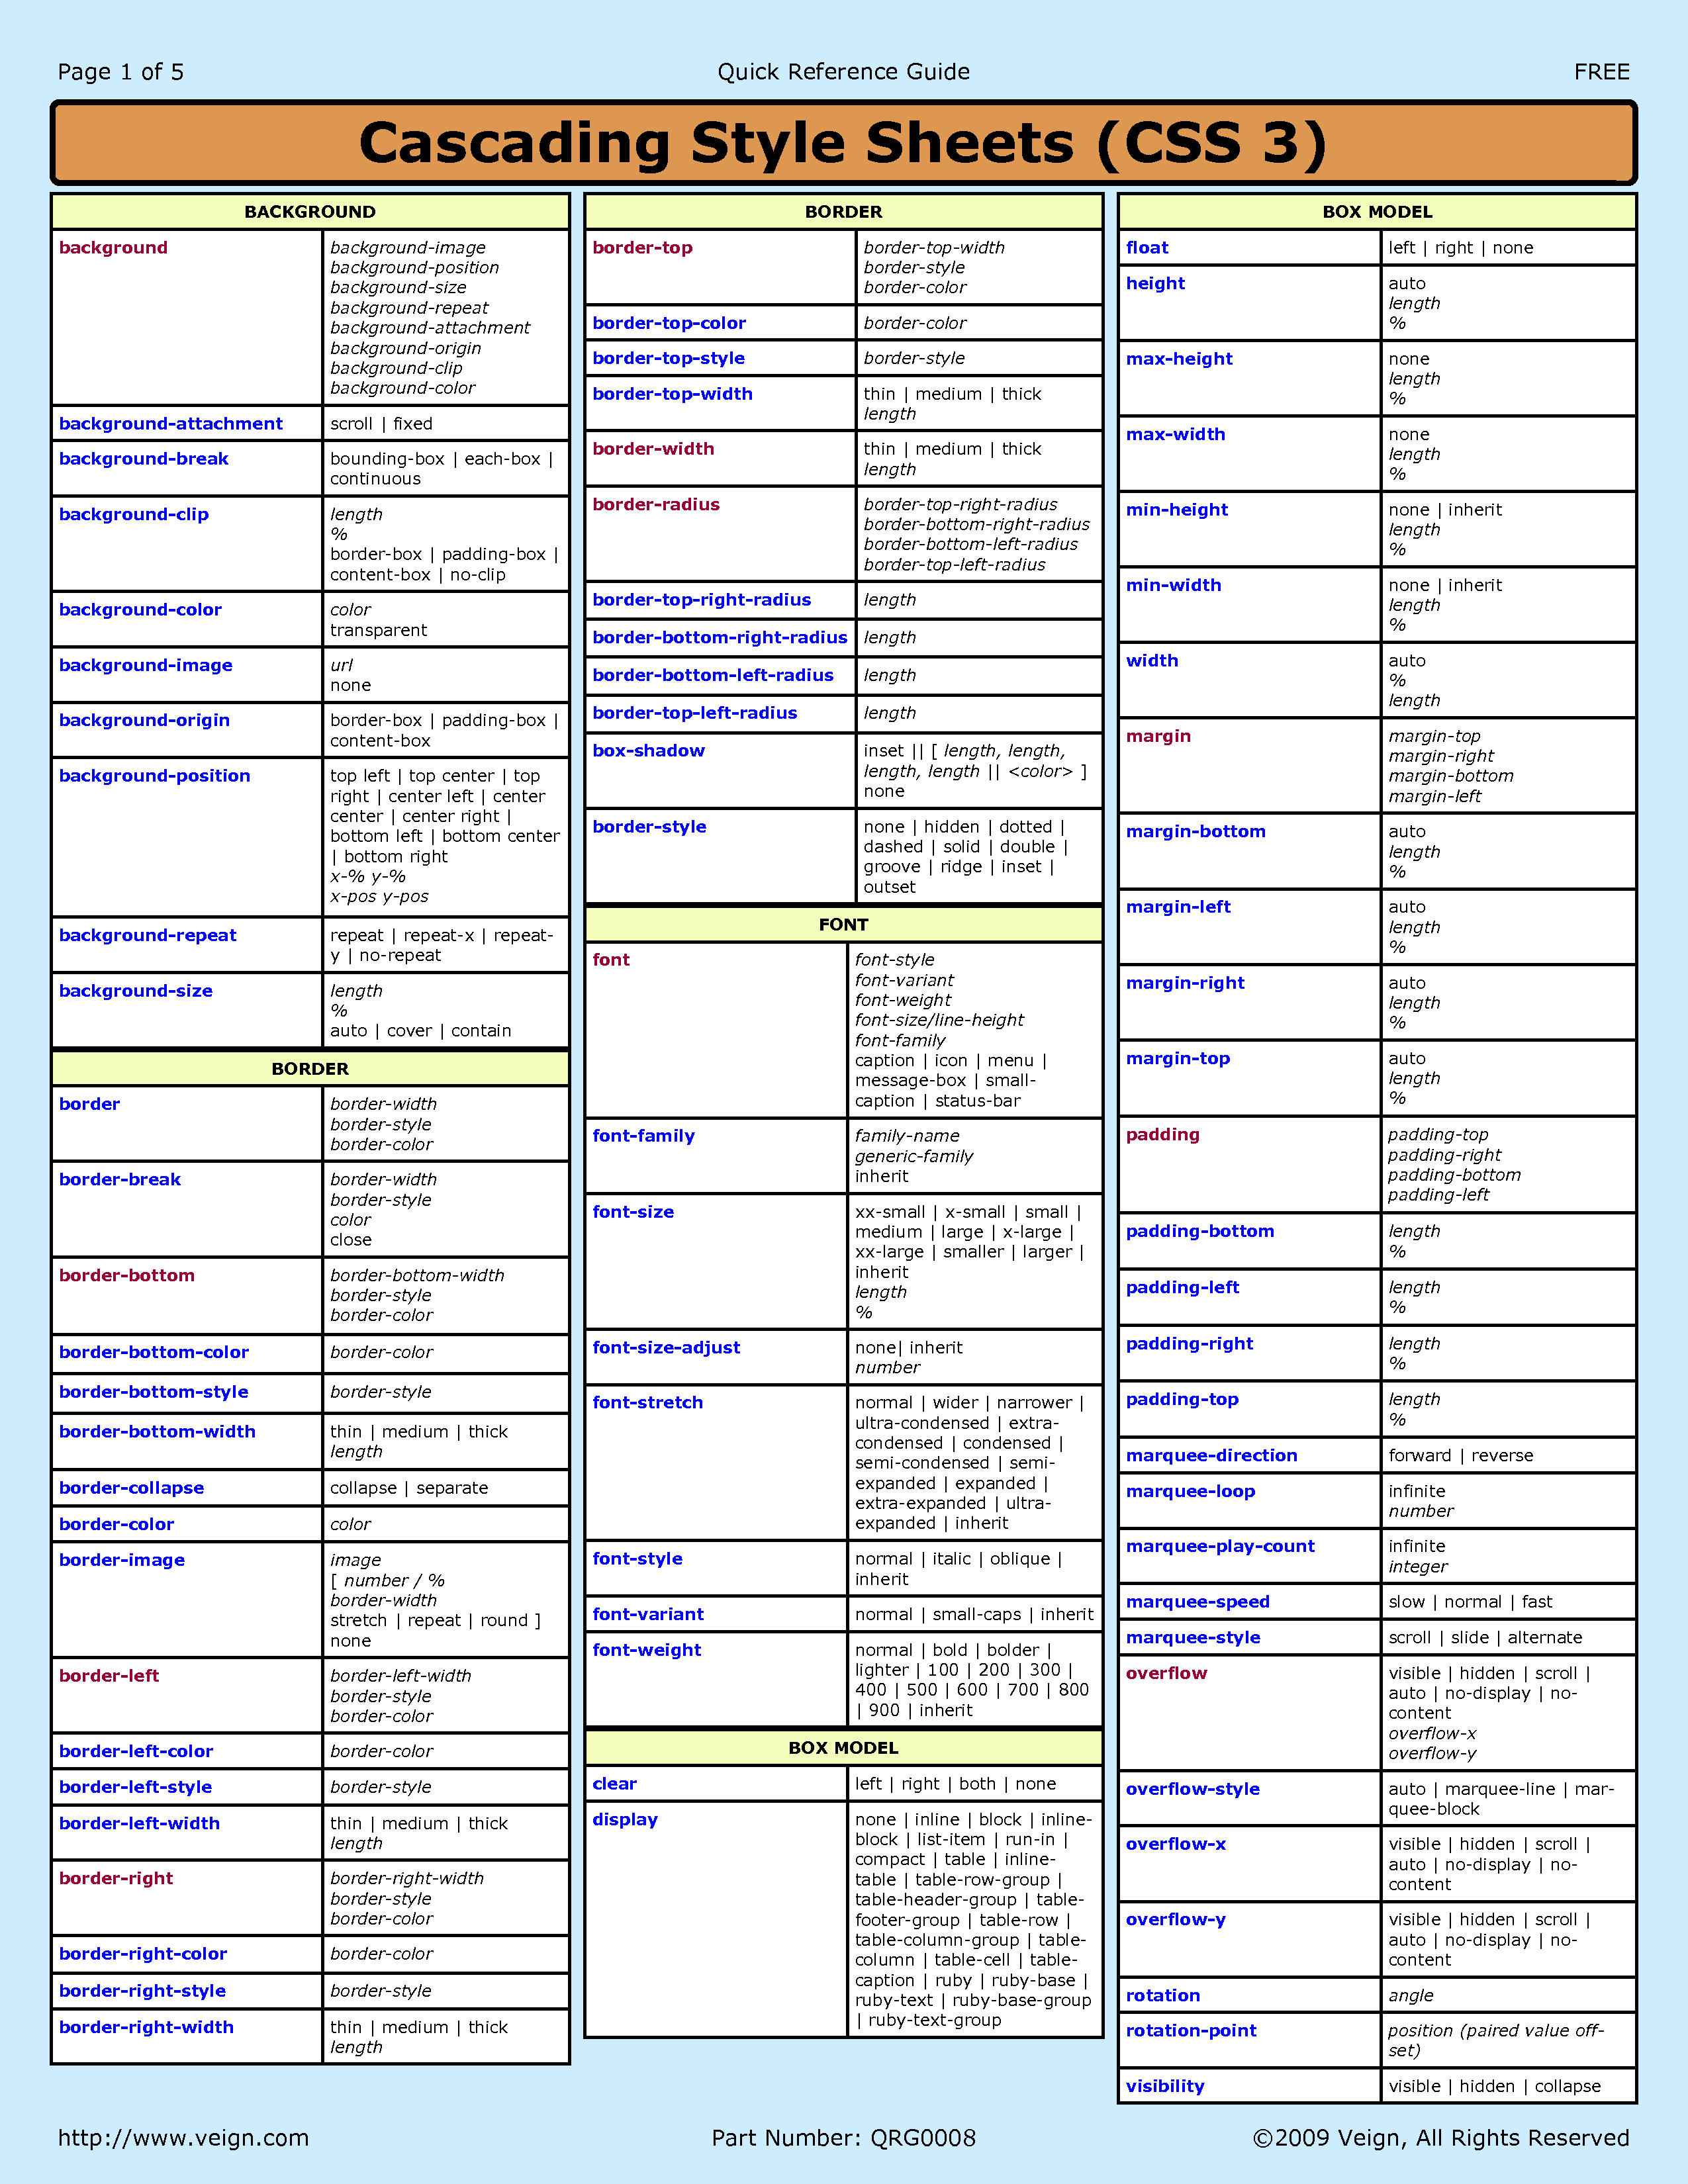 Page 1 of 5
Quick Reference Guide
FREE
Cascading Style Sheets (CSS 3)
BACKGROUND
background
background-image
background-position
background-size
background-repeat
background-attachment
background-origin
background-clip
background-color
background-attachment
scroll | fixed
background-break
bounding-box | each-box |
continuous
background-clip
length
%
border-box | padding-box |
content-box | no-clip
background-color
color
transparent
background-image
url
none
background-origin
border-box | padding-box |
content-box
background-position
top left | top center | top
right | center left | center
center | center right |
bottom left | bottom center
| bottom right
x-% y-%
x-pos y-pos
background-repeat
repeat | repeat-x | repeat-
y | no-repeat
background-size
length
%
auto | cover | contain
BORDER
border
border-width
border-style
border-color
border-break
border-width
border-style
color
close
border-bottom
border-bottom-width
border-style
border-color
border-bottom-color
border-color
border-bottom-style
border-style
border-bottom-width
thin | medium | thick
length
border-collapse
collapse | separate
border-color
color
border-image
image
[ number / %
border-width
stretch | repeat | round ]
none
border-left
border-left-width
border-style
border-color
border-left-color
border-color
border-left-style
border-style
border-left-width
thin | medium | thick
length
border-right
border-right-width
border-style
border-color
border-right-color
border-color
border-right-style
border-style
border-right-width
thin | medium | thick
length
BORDER
border-top
border-top-width
border-style
border-color
border-top-color
border-color
border-top-style
border-style
border-top-width
thin | medium | thick
length
border-width
thin | medium | thick
length
border-radius
border-top-right-radius
border-bottom-right-radius
border-bottom-left-radius
border-top-left-radius
border-top-right-radius
length
border-bottom-right-radius
length
border-bottom-left-radius
length
border-top-left-radius
length
box-shadow
inset || [ length, length,
length, length || <color> ]
none
border-style
none | hidden | dotted |
dashed | solid | double |
groove | ridge | inset |
outset
FONT
font
font-style
font-variant
font-weight
font-size/line-height
font-family
caption | icon | menu |
message-box | small-
caption | status-bar
font-family
family-name
generic-family
inherit
font-size
xx-small | x-small | small |
medium | large | x-large |
xx-large | smaller | larger |
inherit
length
%
font-size-adjust
none| inherit
number
font-stretch
normal | wider | narrower |
ultra-condensed | extra-
condensed | condensed |
semi-condensed | semi-
expanded | expanded |
extra-expanded | ultra-
expanded | inherit
font-style
normal | italic | oblique |
inherit
font-variant
normal | small-caps | inherit
font-weight
normal | bold | bolder |
lighter | 100 | 200 | 300 |
400 | 500 | 600 | 700 | 800
| 900 | inherit
BOX MODEL
clear
left | right | both | none
display
none | inline | block | inline-
block | list-item | run-in |
compact | table | inline-
table | table-row-group |
table-header-group | table-
footer-group | table-row |
table-column-group | table-
column | table-cell | table-
caption | ruby | ruby-base |
ruby-text | ruby-base-group
| ruby-text-group
BOX MODEL
float
left | right | none
height
auto
length
%
max-height
none
length
%
max-width
none
length
%
min-height
none | inherit
length
%
min-width
none | inherit
length
%
width
auto
%
length
margin
margin-top
margin-right
margin-bottom
margin-left
margin-bottom
auto
length
%
margin-left
auto
length
%
margin-right
auto
length
%
margin-top
auto
length
%
padding
padding-top
padding-right
padding-bottom
padding-left
padding-bottom
length
%
padding-left
length
%
padding-right
length
%
padding-top
length
%
marquee-direction
forward | reverse
marquee-loop
infinite
number
marquee-play-count
infinite
integer
marquee-speed
slow | normal | fast
marquee-style
scroll | slide | alternate
overflow
visible | hidden | scroll |
auto | no-display | no-
content
overflow-x
overflow-y
overflow-style
auto | marquee-line | mar-
quee-block
overflow-x
visible | hidden | scroll |
auto | no-display | no-
content
overflow-y
visible | hidden | scroll |
auto | no-display | no-
content
rotation
angle
rotation-point
position (paired value off-
set)
visibility
visible | hidden | collapse
http://www.veign.com
Part Number: QRG0008
©2009 Veign, All Rights Reserved